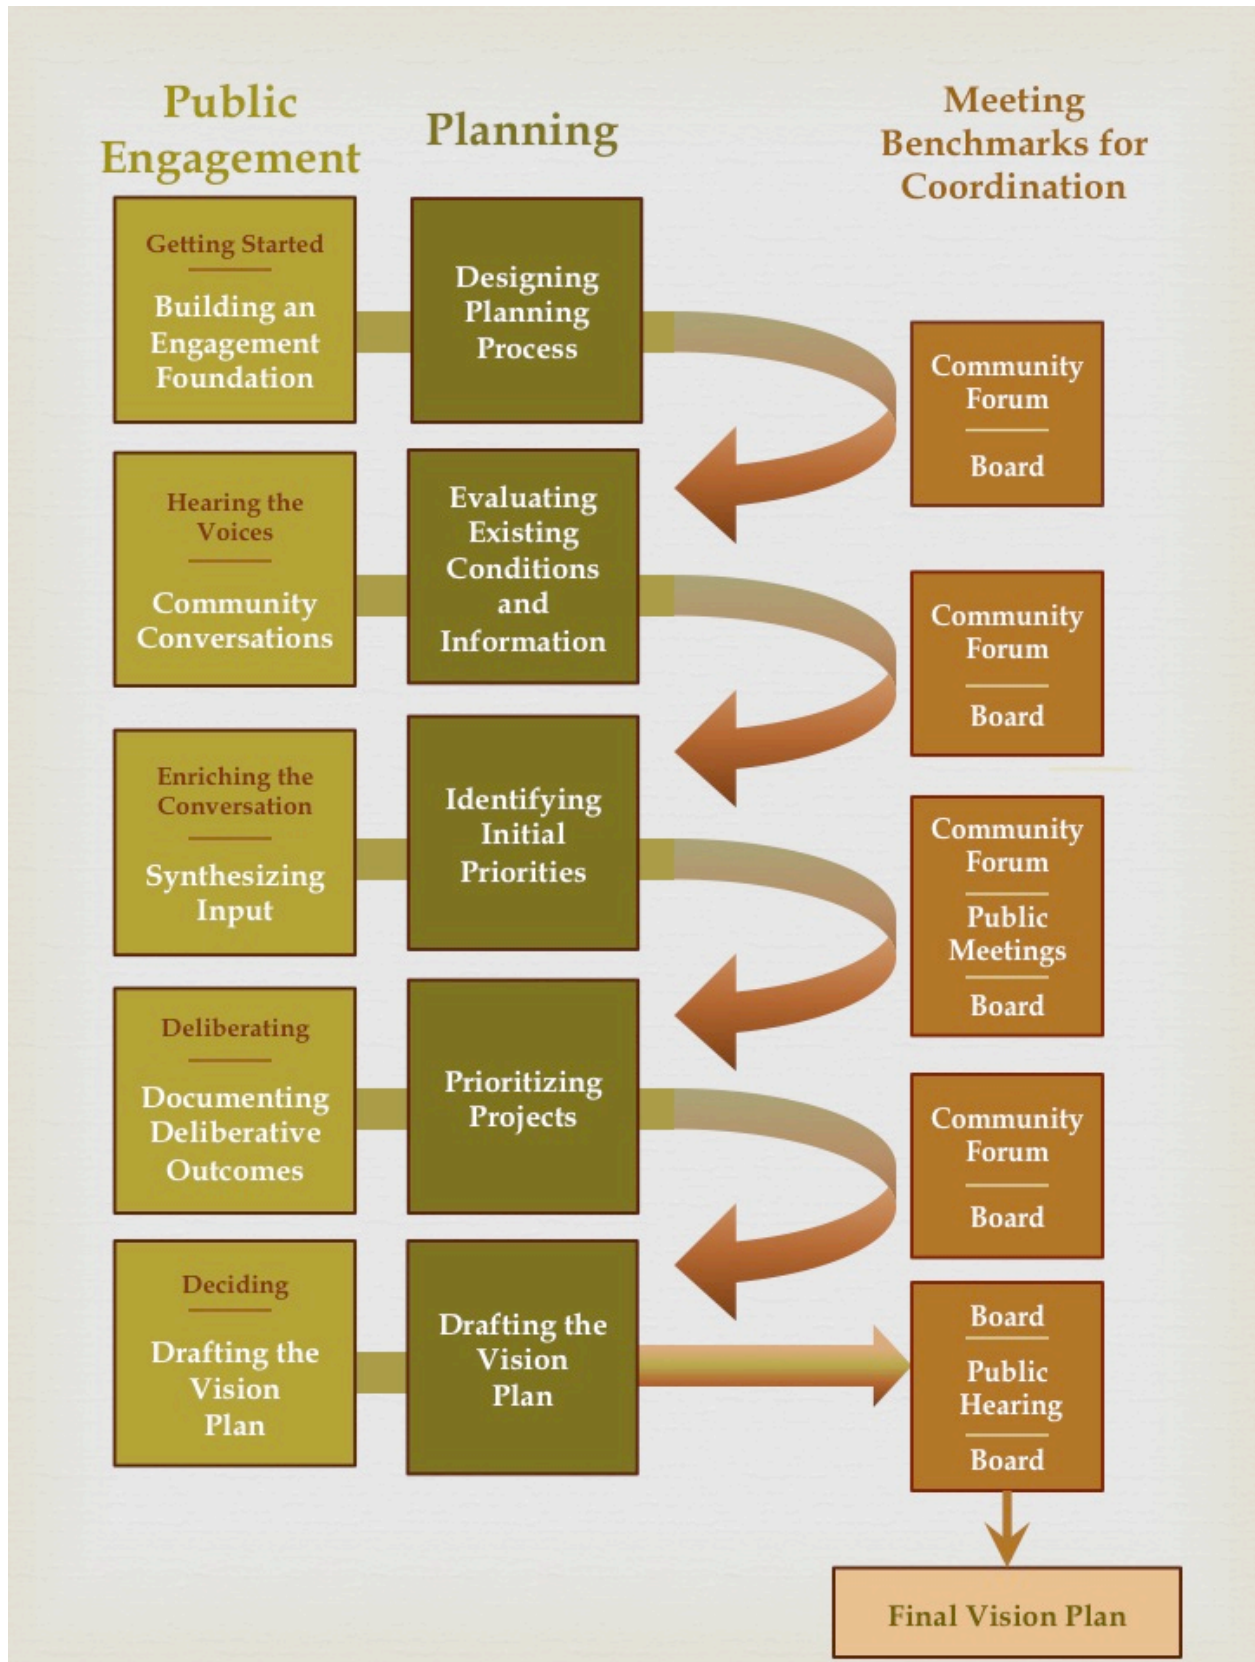 Public
Engagement
Planning
Meeting
Benchmarks for
Coordination
Getting Started
Building an
Engagement
Foundation
Designing
Planning
Process
Community
Forum
Board
Hearing the
Voices
Community
Conversations
Evaluating
Existing
Conditions
and
Information
Community
Forum
Board
Enriching the
Conversation
Synthesizing
Input
Identifying
Initial
Priorities
Community
Forum
Public
Meetings
Board
Deliberating
Documenting
Deliberative
Outcomes
Prioritizing
Projects
Community
Forum
Board
Deciding
Drafting the
Vision
Plan
Drafting the
Vision
Plan
Board
Public
Hearing
Board
Final Vision Plan